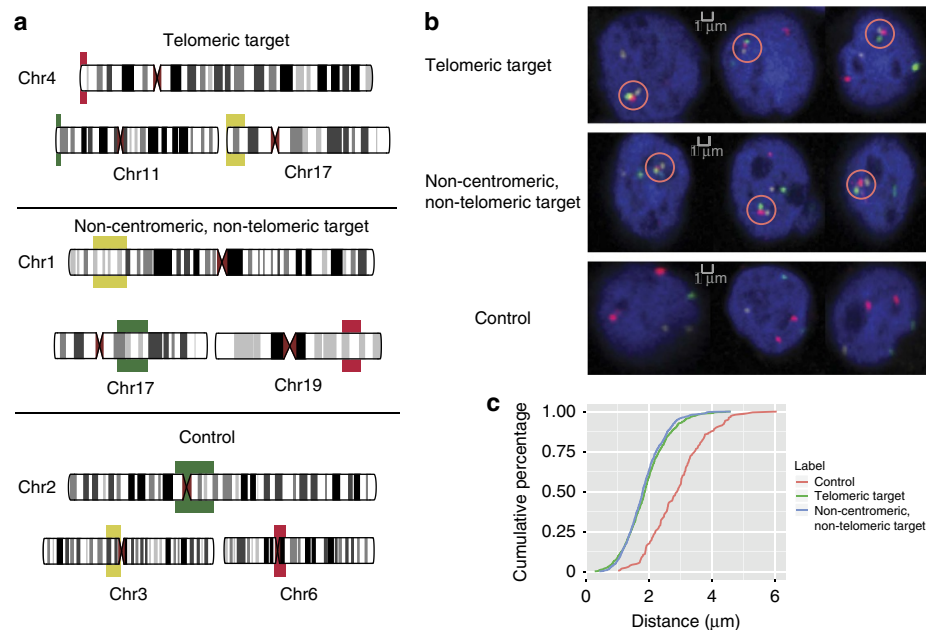 a
Telomeric target
Chr4
Chr11
Chr17
Non-centromeric, non-telomeric target
Chr1
Chr17
Chr19
Control
Chr2
Chr3
Chr6
b
Telomeric target
1 μm
Non-centromeric,
non-telomeric target
1 μm
Control
1 μm
c
Cumulative percentage
1.00
0.75
0.50
0.25
0
0
2
4
6
Distance (μm)
Label
Control
Telomeric target
Non-centromeric,
non-telomeric target